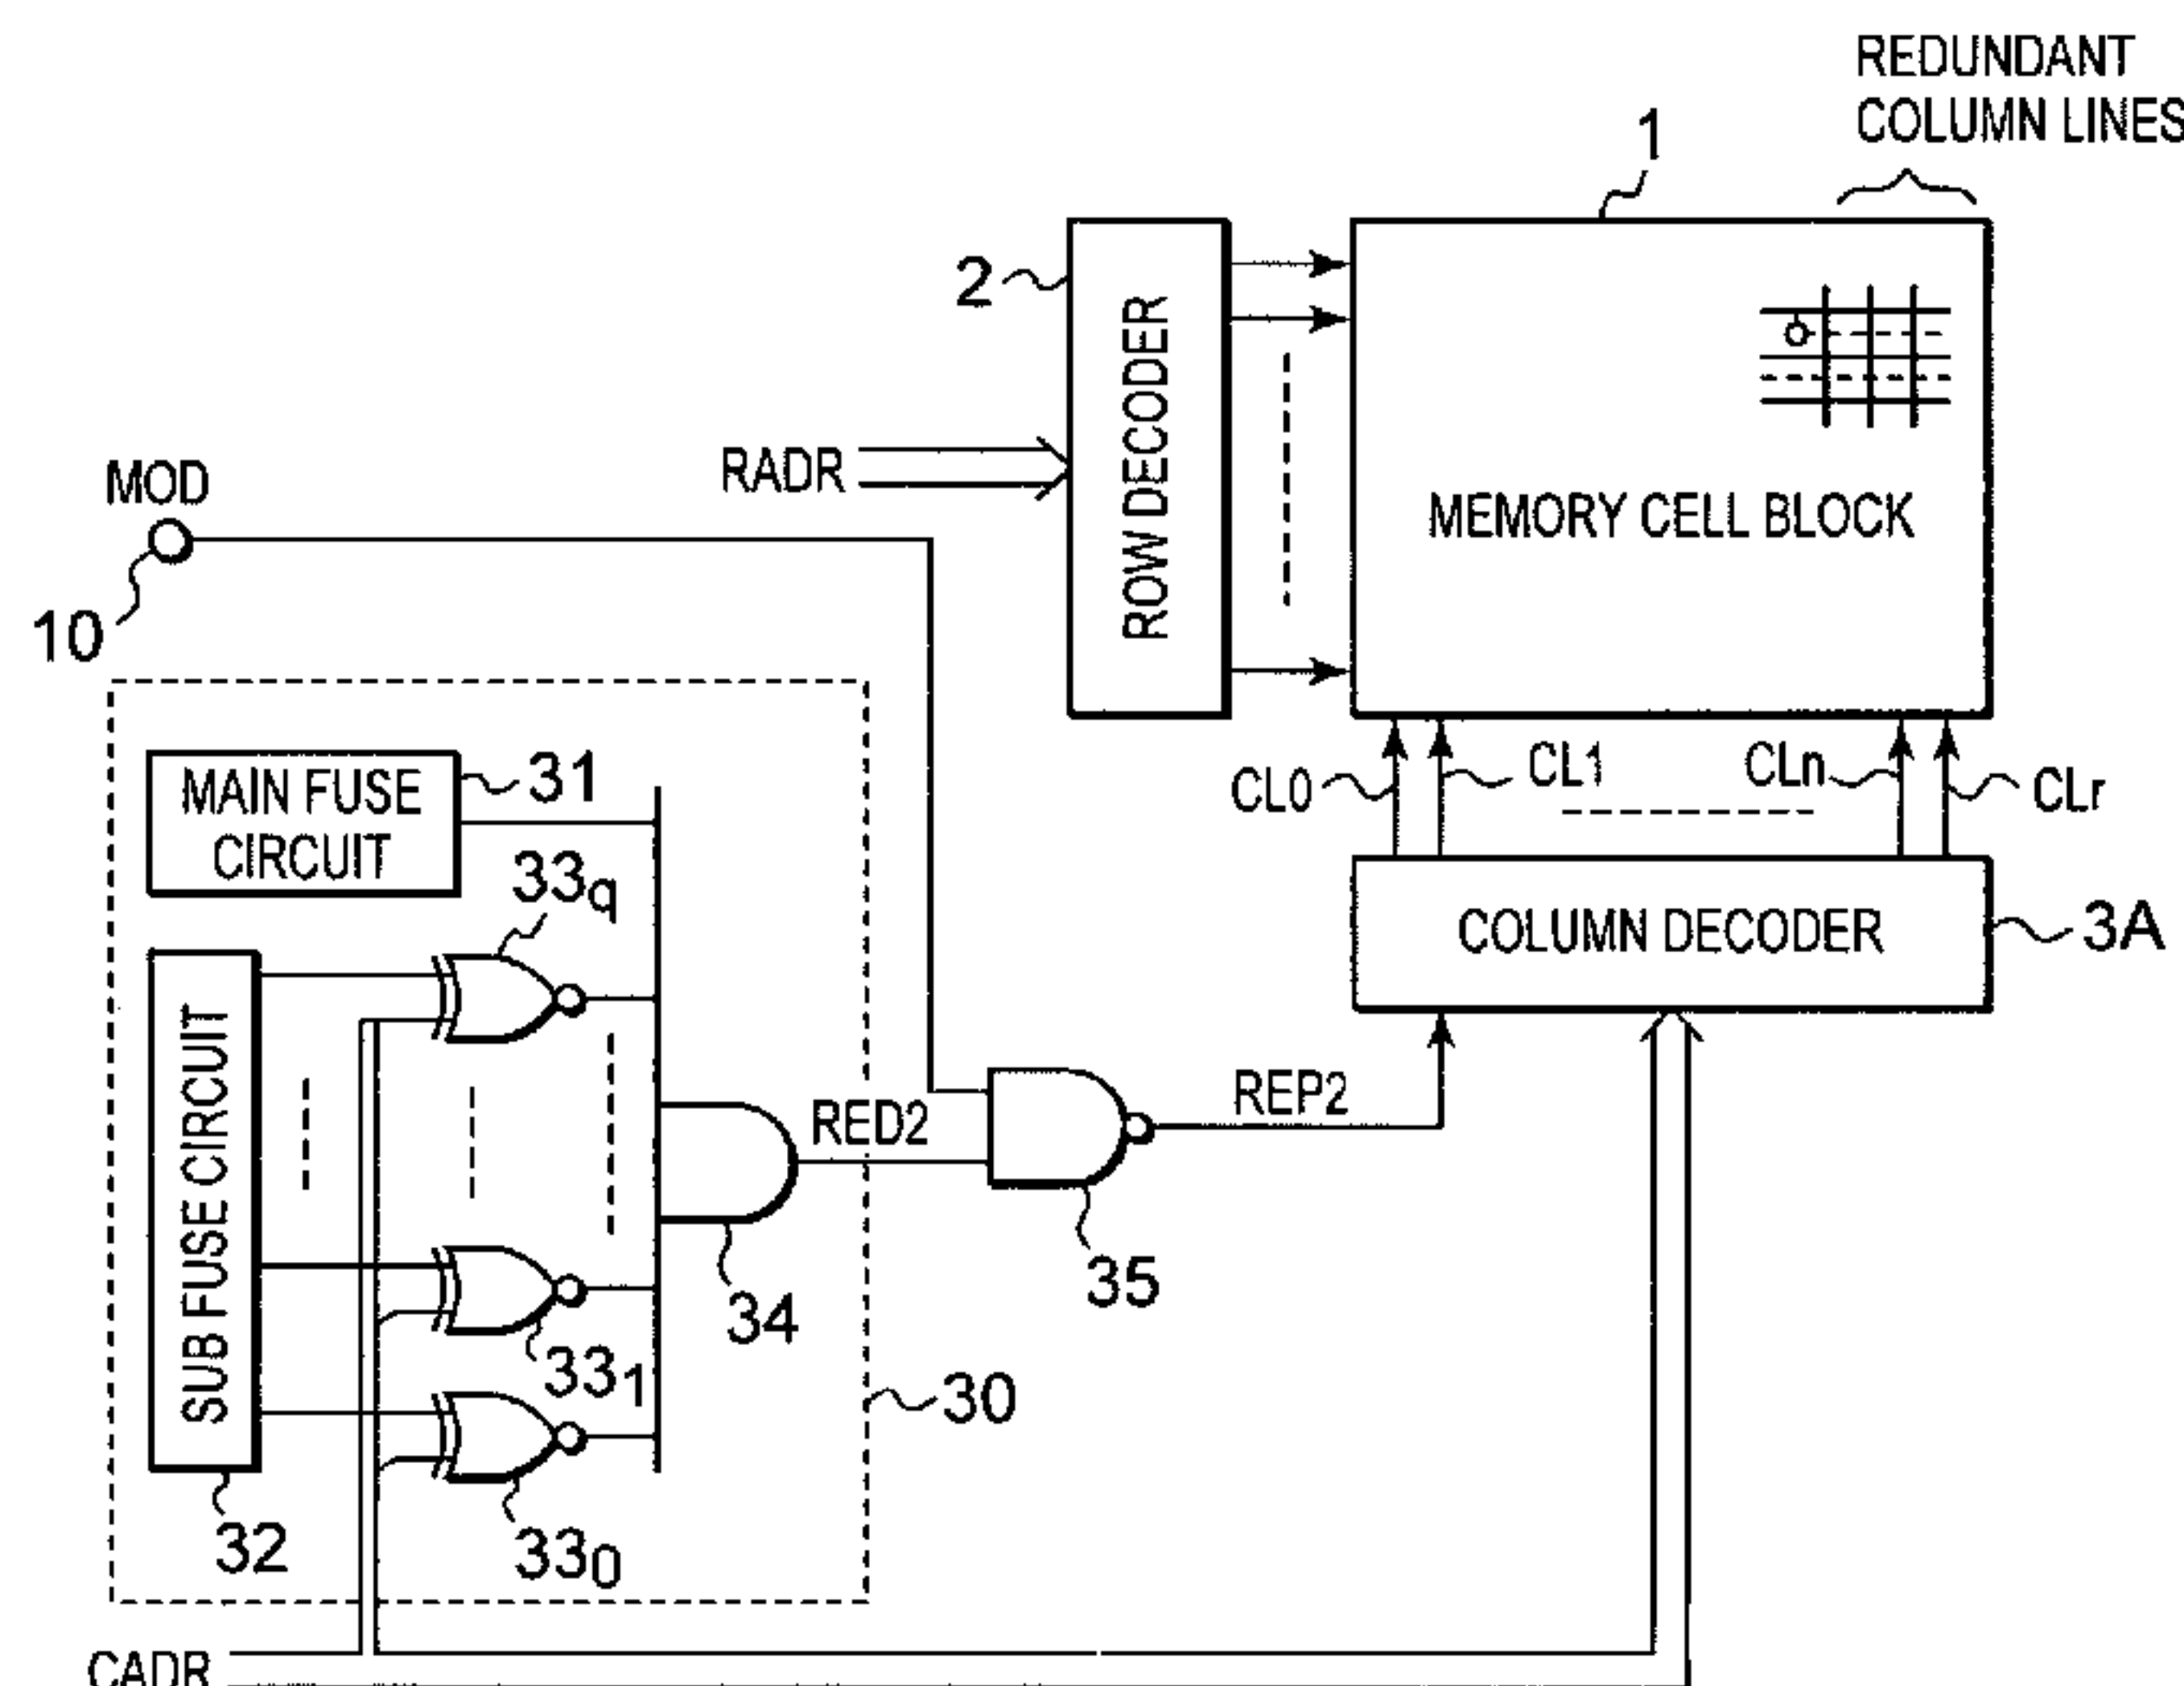 REDUNDANT
COLUMN LINES
1
2
ROW DECODER
MEMORY CELL BLOCK
RADR
MOD
10
MAIN FUSE
CIRCUIT
31
CL0
CL1
CLn
CLr
33q
COLUMN DECODER
3A
SUB FUSE CIRCUIT
RED2
REP2
35
34
331
30
32
330
CADR